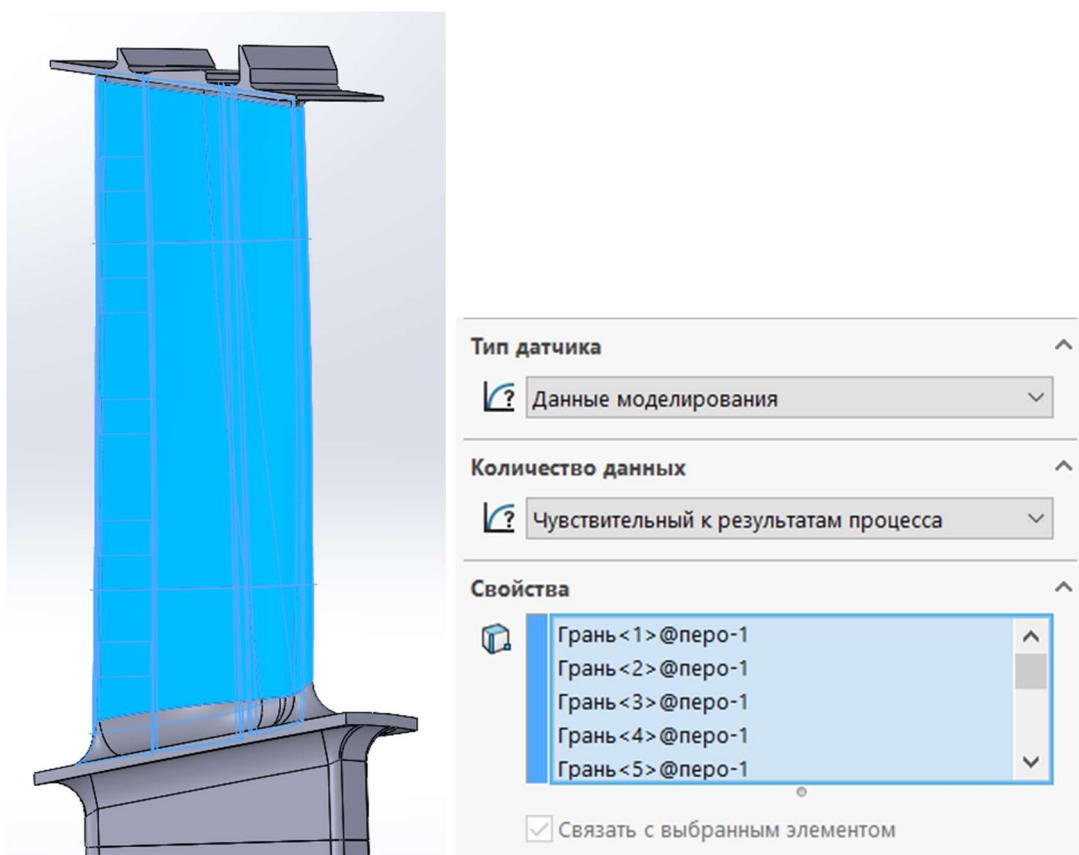 Тип датчика
Данные моделирования
Количество данных
Чувствительный к результатам процесса
Свойства
Грань<1>@перо-1
Грань<2>@перо-1
Грань<3>@перо-1
Грань<4>@перо-1
Грань<5>@перо-1
Связать с выбранным элементом